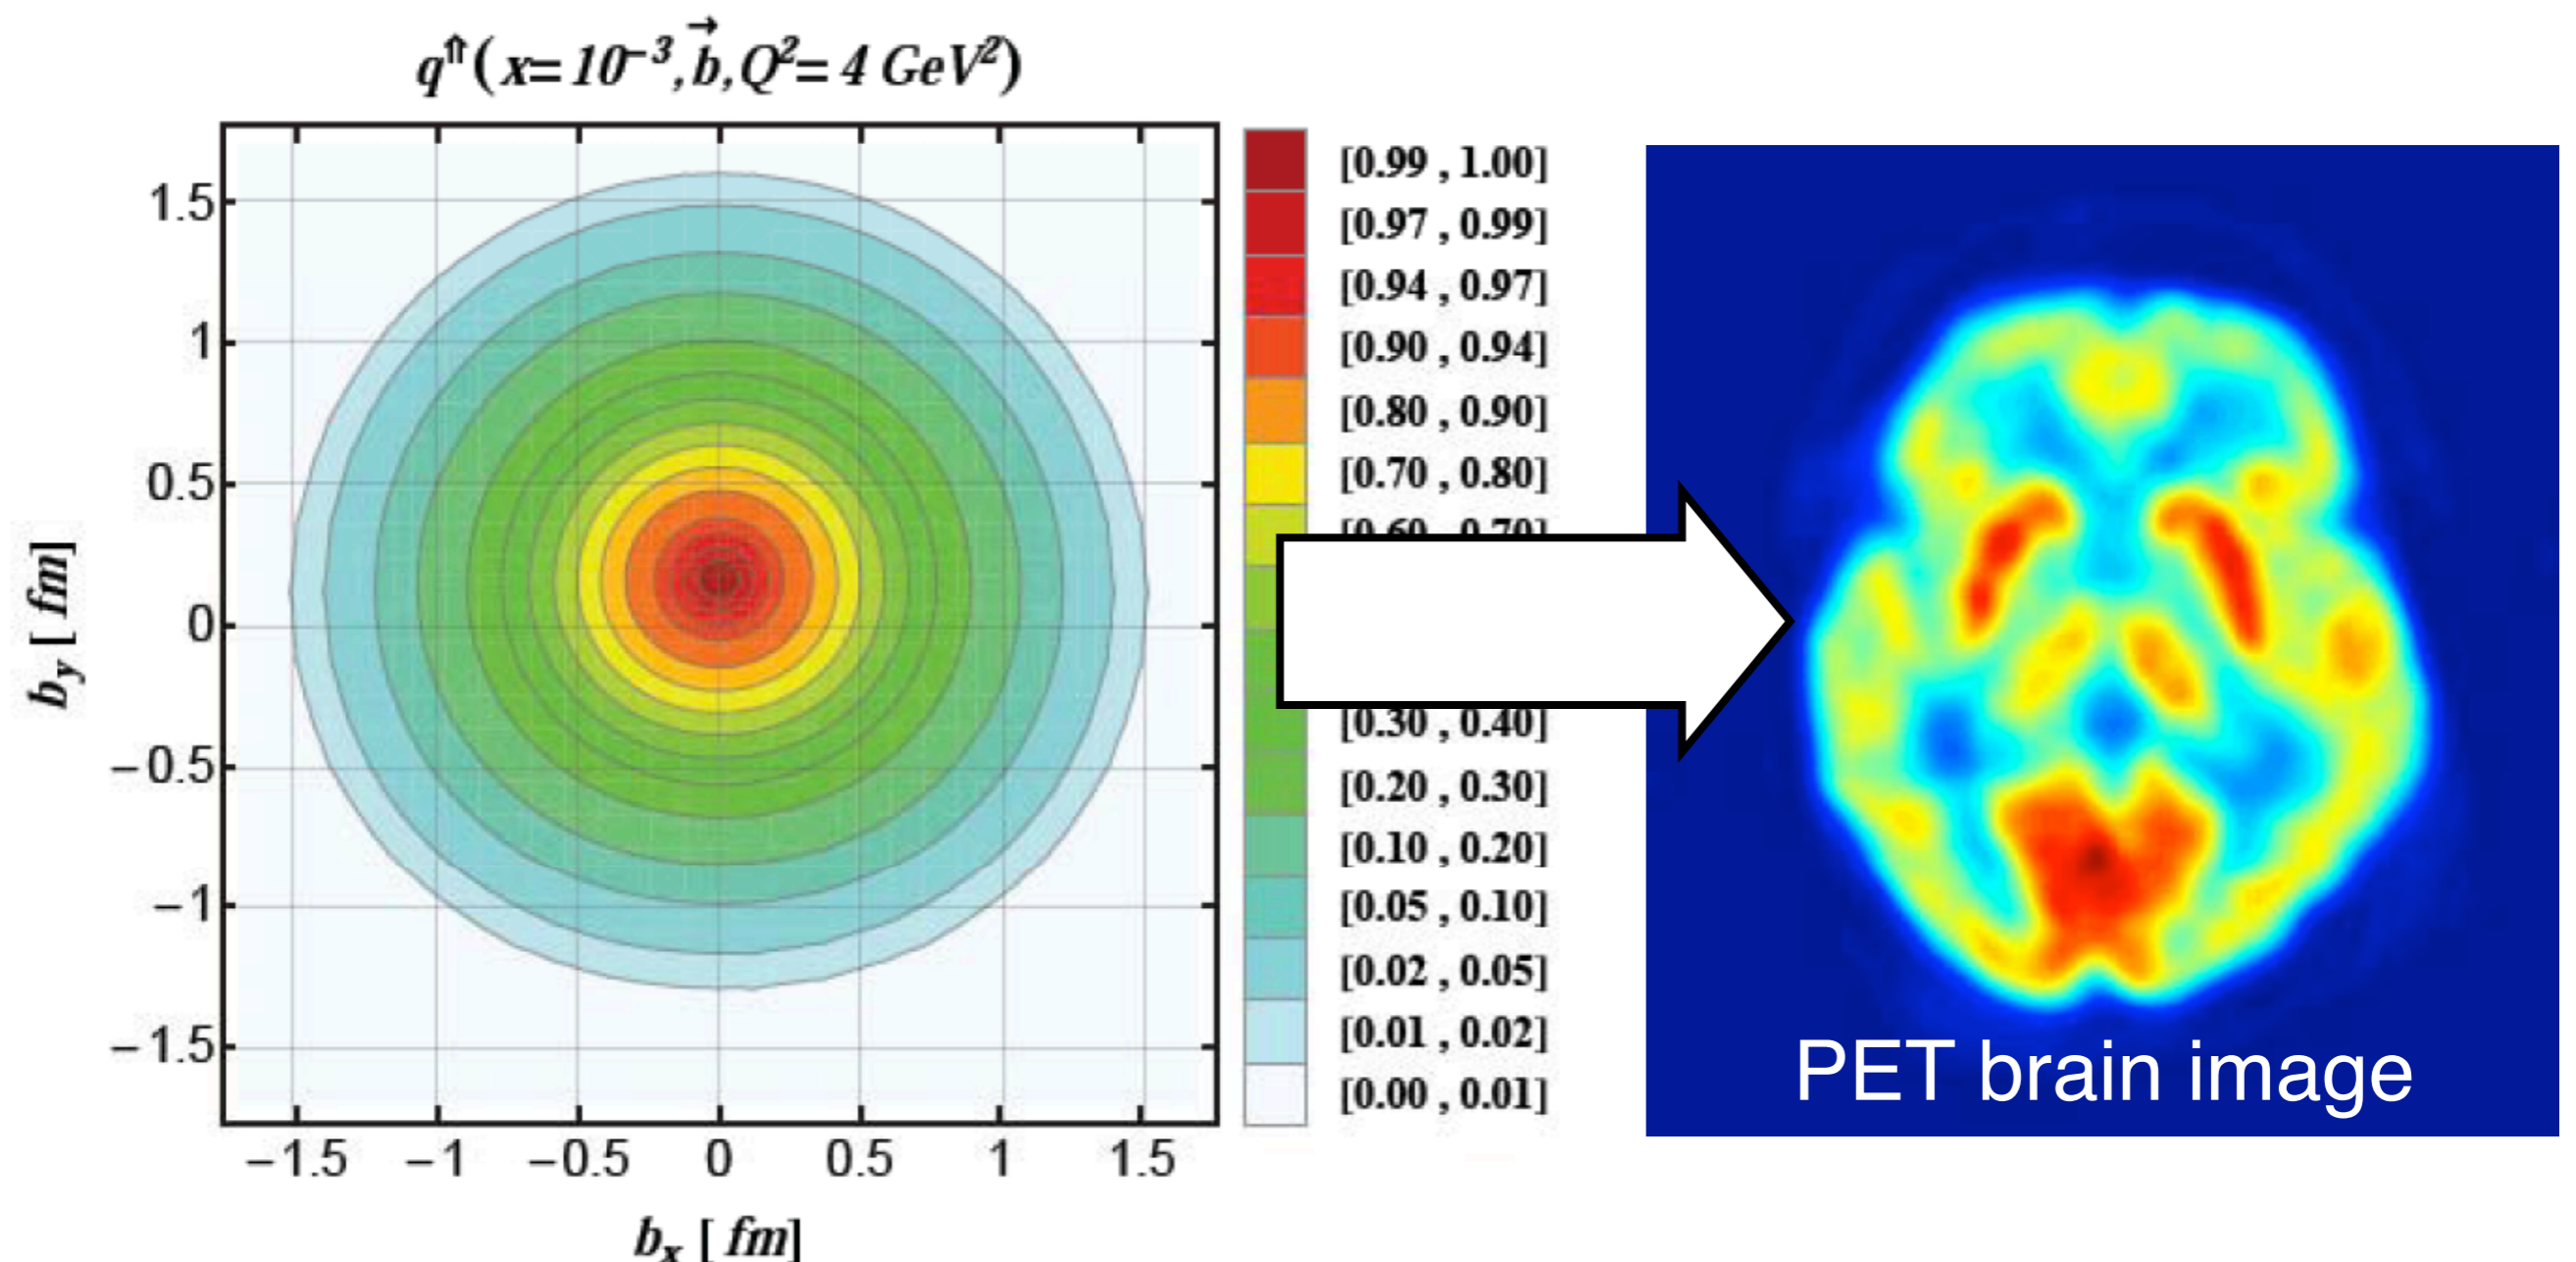 q⇑(x=10⁻³,b⃗,Q²=4 GeV²)
1.5
1
0.5
0
−0.5
−1
−1.5
b_y [fm]
−1.5 −1 −0.5 0 0.5 1 1.5
b_x [fm]
[0.99 , 1.00]
[0.97 , 0.99]
[0.94 , 0.97]
[0.90 , 0.94]
[0.80 , 0.90]
[0.70 , 0.80]
[0.30 , 0.40]
[0.20 , 0.30]
[0.10 , 0.20]
[0.05 , 0.10]
[0.02 , 0.05]
[0.01 , 0.02]
[0.00 , 0.01]
PET brain image